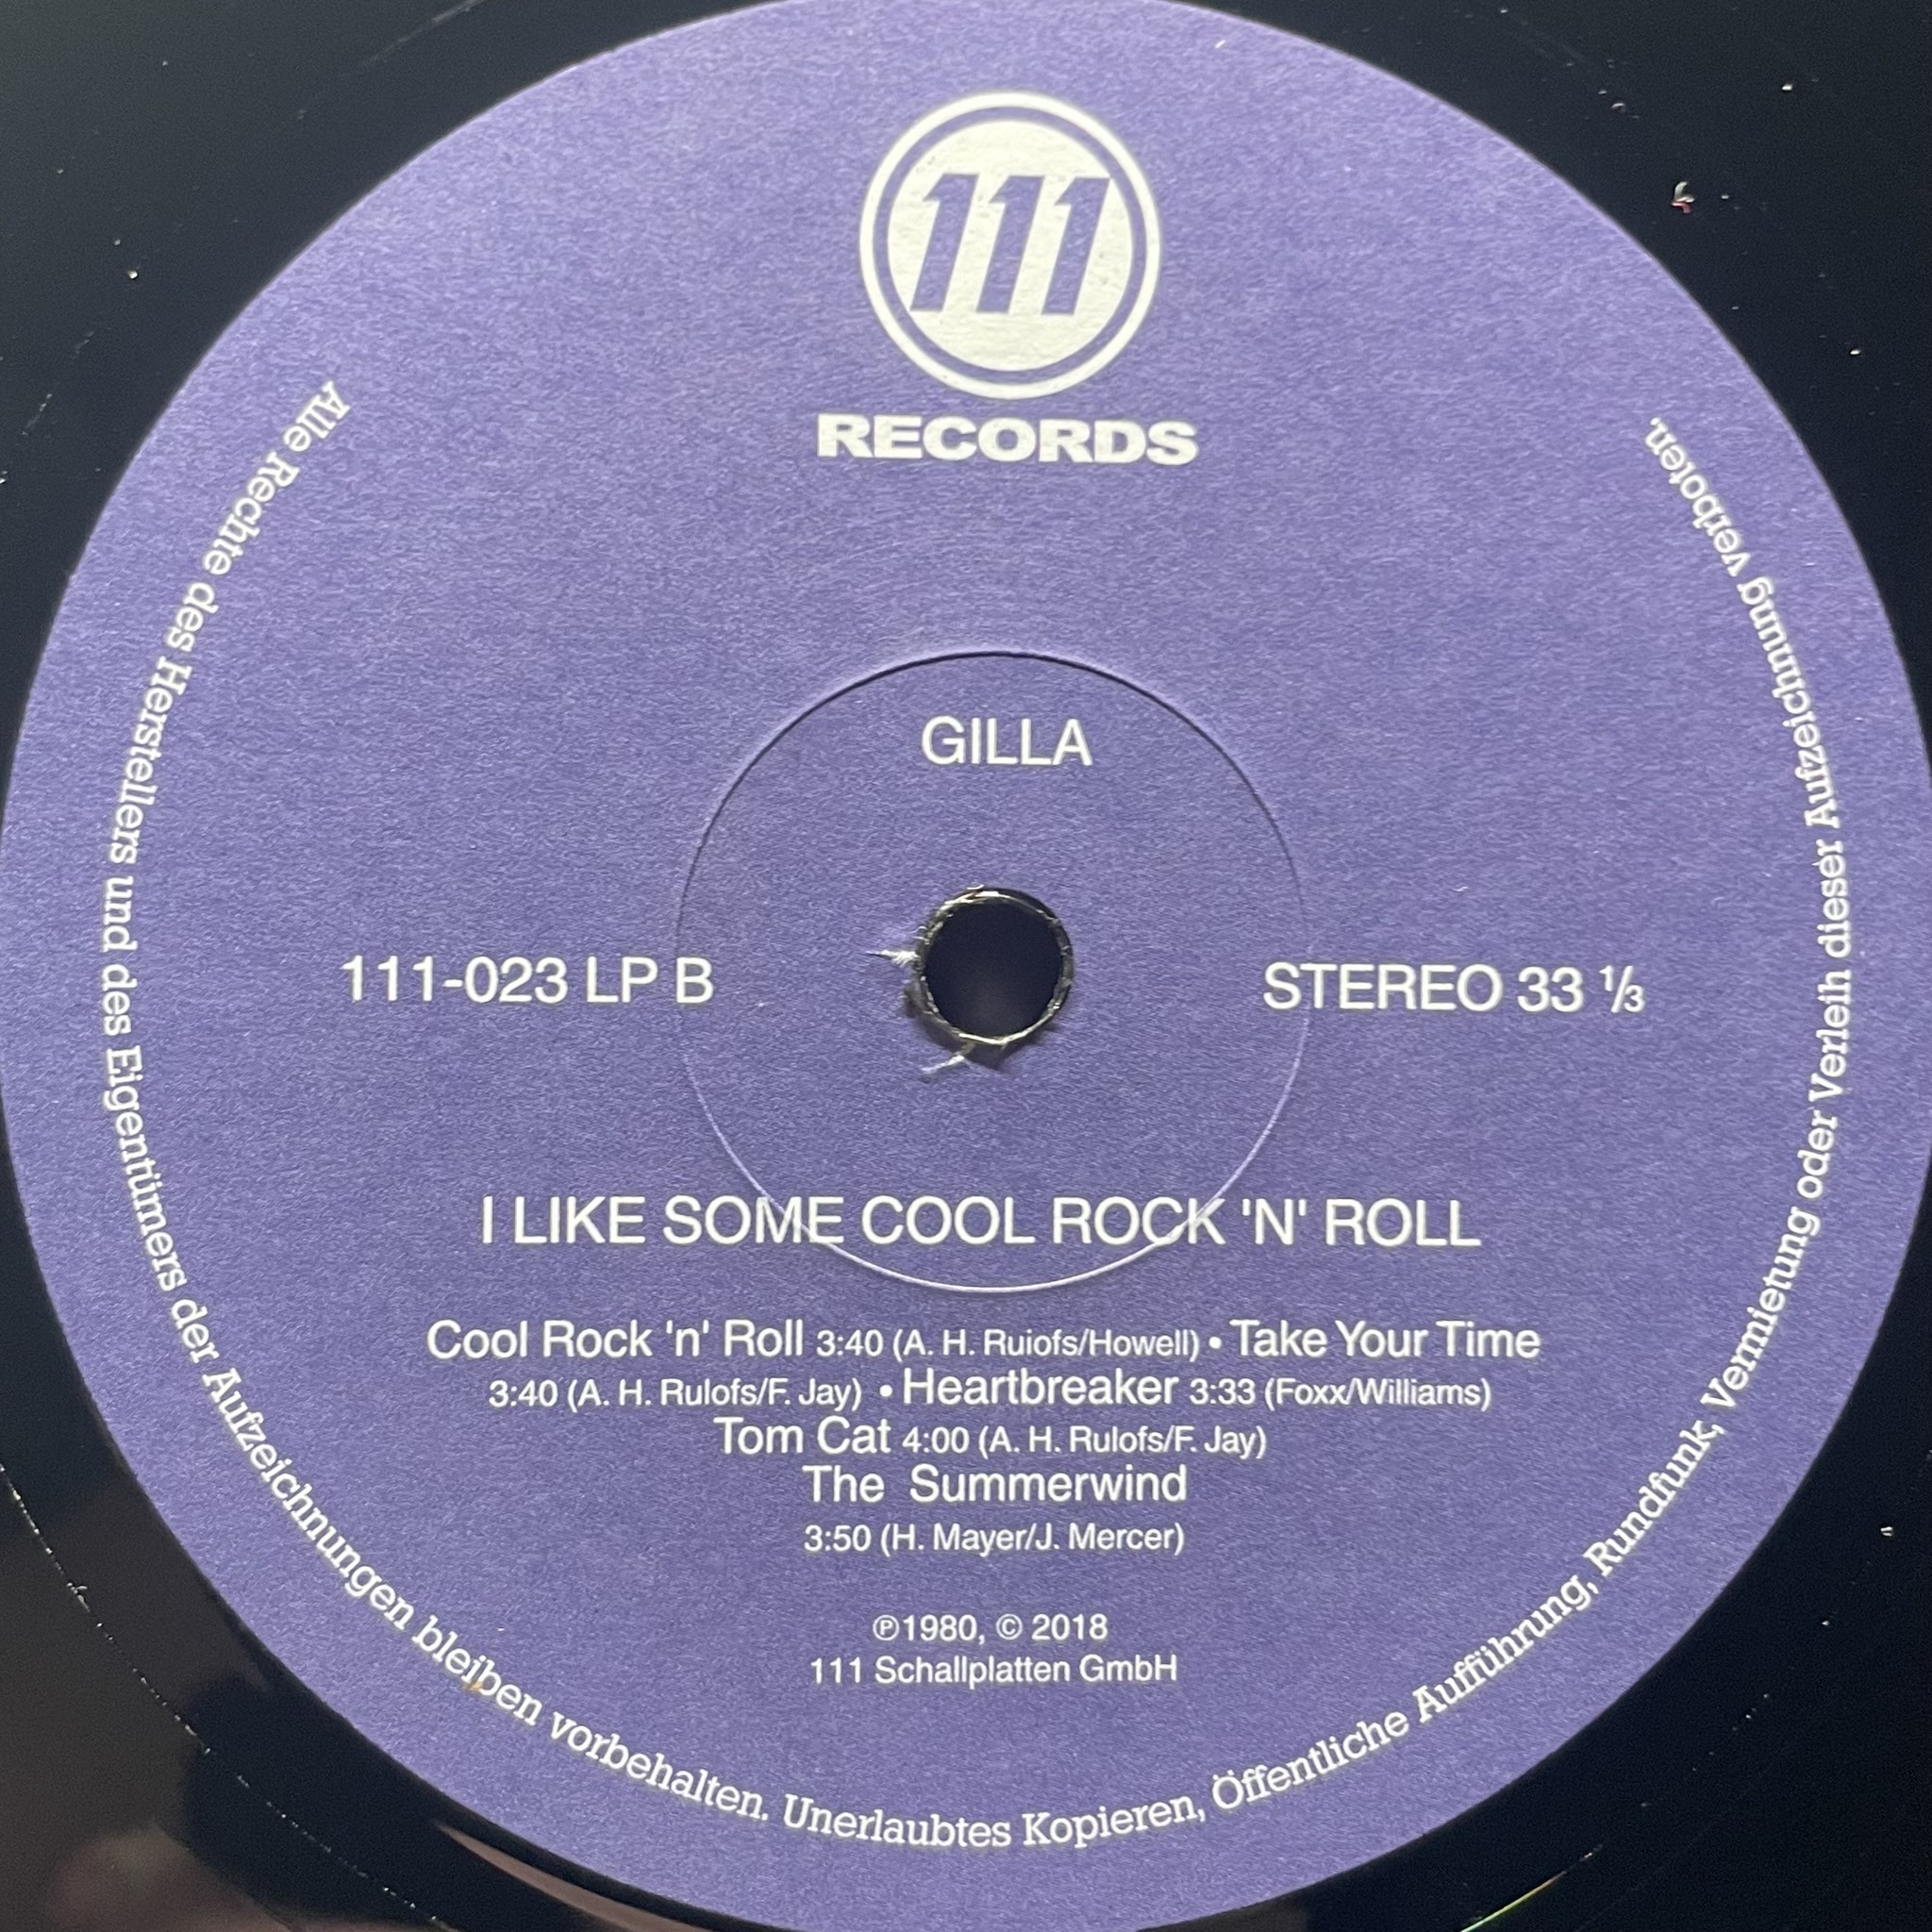 111
RECORDS
GILLA
111-023 LP B
STEREO 33 ⅓
I LIKE SOME COOL ROCK 'N' ROLL
Cool Rock 'n' Roll 3:40 (A. H. Ruiofs/Howell) • Take Your Time
3:40 (A. H. Rulofs/F. Jay) • Heartbreaker 3:33 (Foxx/Williams)
Tom Cat 4:00 (A. H. Rulofs/F. Jay)
The Summerwind
3:50 (H. Mayer/J. Mercer)
℗1980, © 2018
111 Schallplatten GmbH
Alle Rechte des Herstellers und des Eigentümers der Aufzeichnungen bleiben vorbehalten. Unerlaubtes Kopieren, Öffentliche Aufführung, Rundfunk, Vermietung oder Verleih dieser Aufzeichnung verboten.